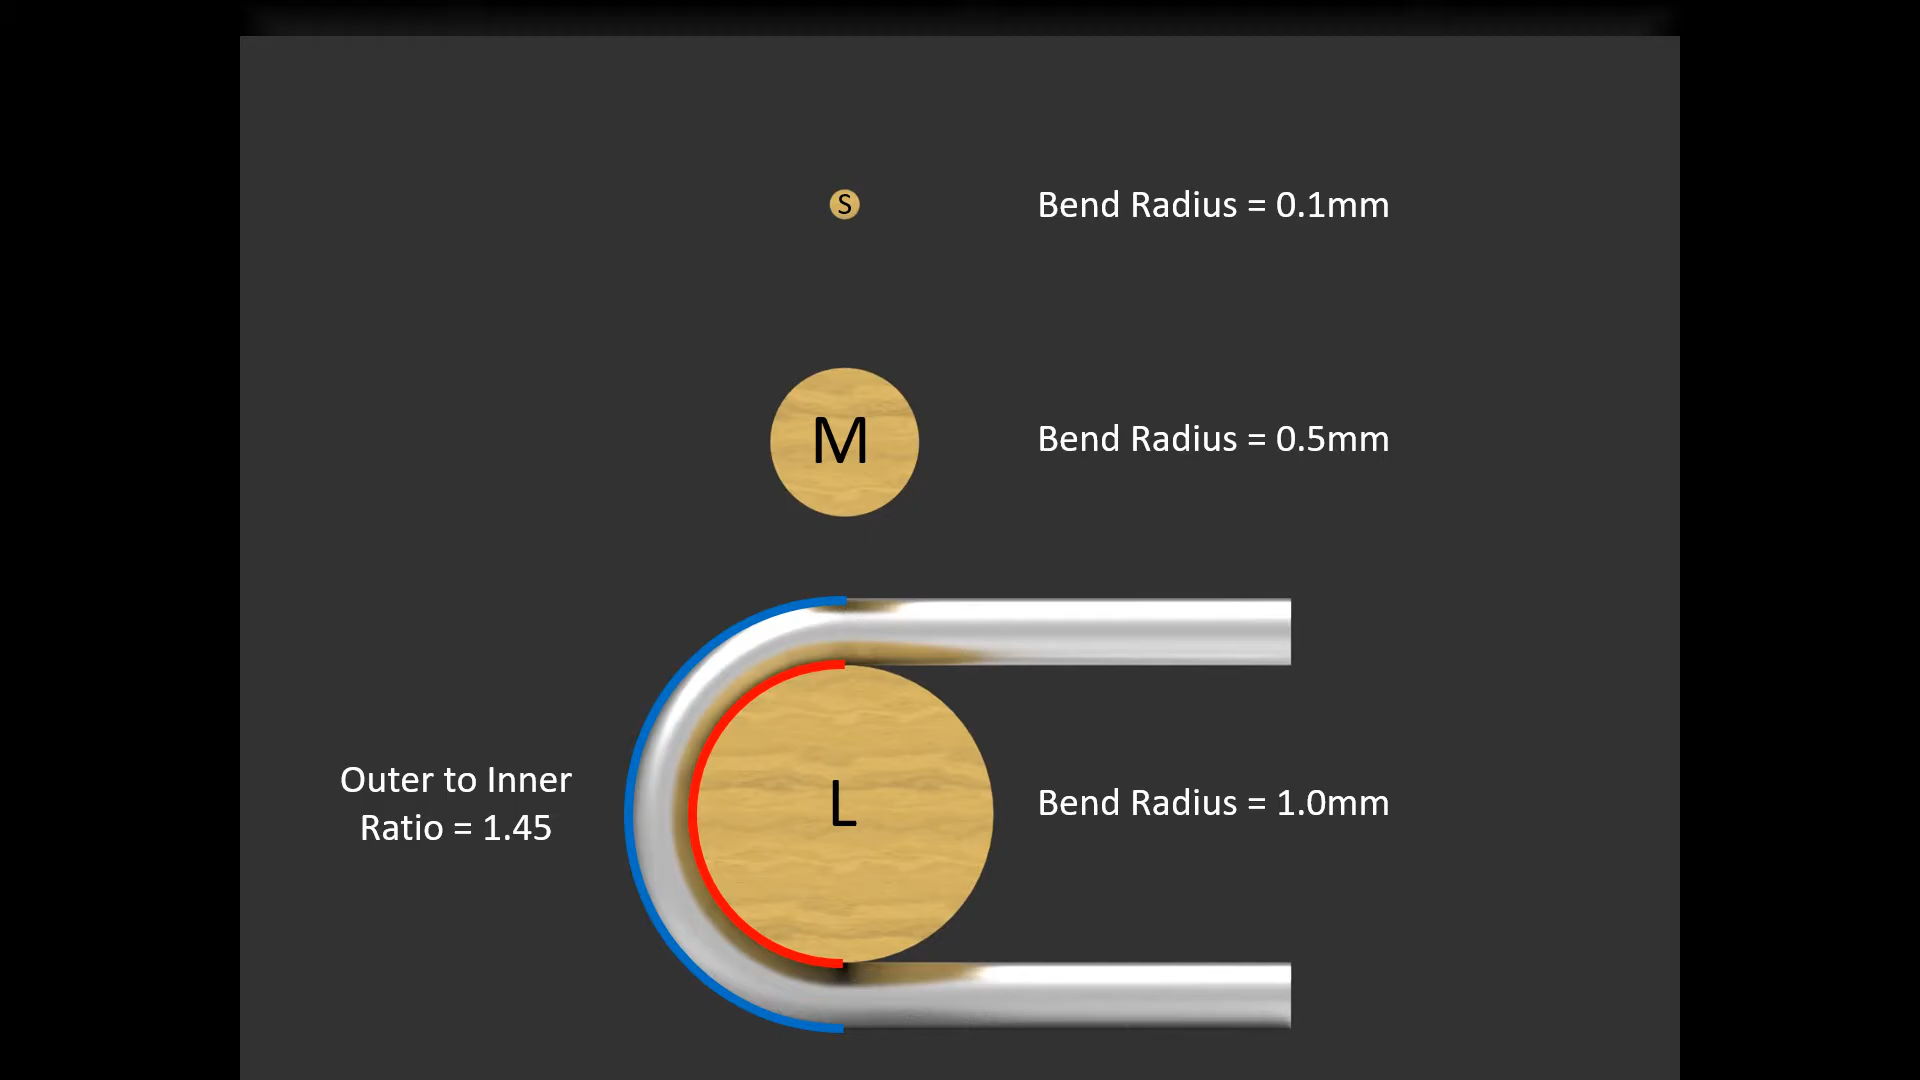 S
Bend Radius = 0.1mm
M
Bend Radius = 0.5mm
Outer to Inner
Ratio = 1.45
L
Bend Radius = 1.0mm